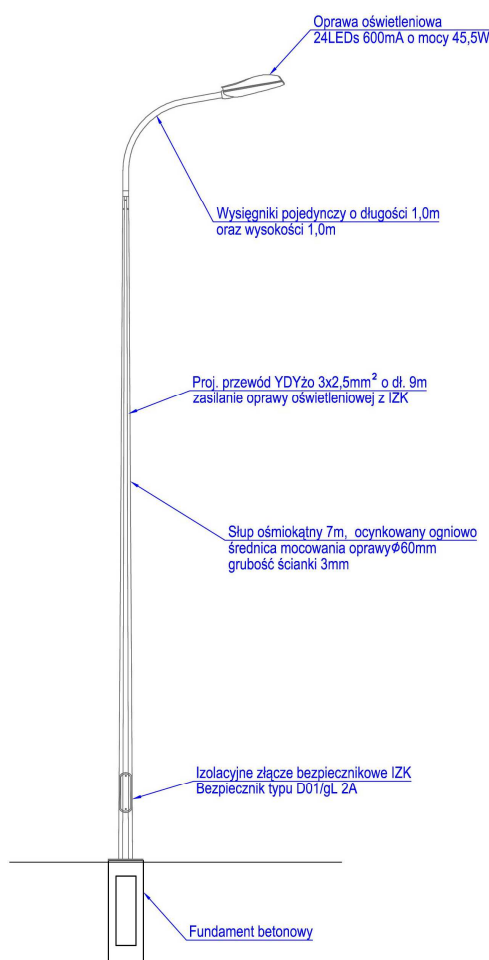 Oprawa oświetleniowa
24LEDs 600mA o mocy 45,5W
Wysięgniki pojedynczy o długości 1,0m
oraz wysokości 1,0m
Proj. przewód YDYżo 3x2,5mm² o dł. 9m
zasilanie oprawy oświetleniowej z IZK
Słup ośmiokątny 7m, ocynkowany ogniowo
średnica mocowania oprawyϕ60mm
grubość ścianki 3mm
Izolacyjne złącze bezpiecznikowe IZK
Bezpiecznik typu D01/gL 2A
Fundament betonowy